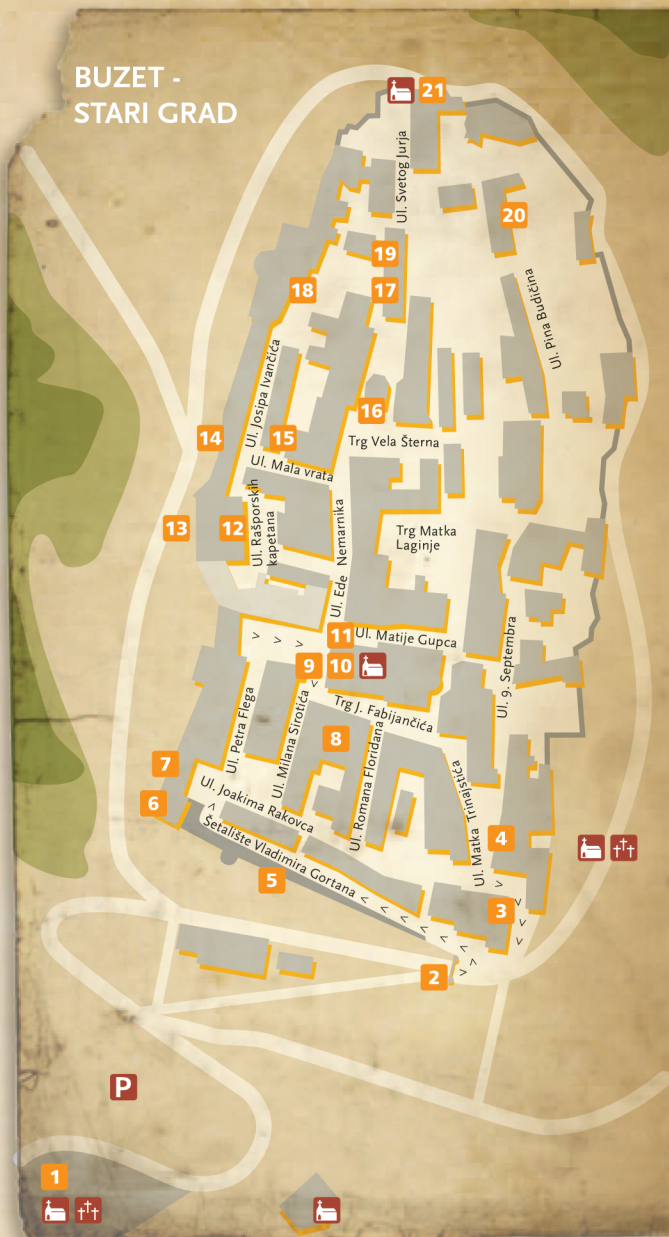 BUZET -
STARI GRAD
21
Ul. Svetog Jurja
20
19
18
17
Ul. Pina Budičina
Ul. Josipa Ivančića
16
14
15
Trg Vela Šterna
Ul. Mala vrata
13
12
Ul. Rašporskih
kapetana
Ul. Ede Nemarnika
Trg Matka
Laginje
11
Ul. Matije Gupca
9
10
Ul. 9. Septembra
Trg J. Fabijančića
Ul. Petra Flega
Ul. Milana Sirotića
8
Ul. Romana Floridana
7
6
Ul. Joakima Rakovca
Ul. Matka Trinajstića
4
Šetalište Vladimira Gortana
5
3
2
P
1